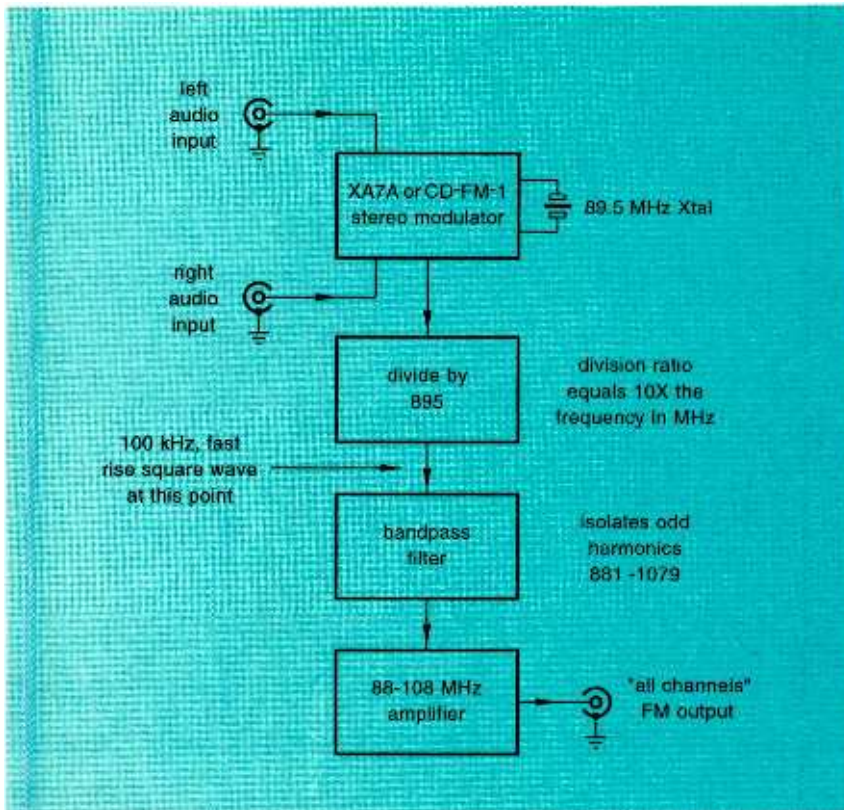 left
audio
input
XA7A or CD-FM-1
stereo modulator
89.5 MHz Xtal
right
audio
input
divide by
895
division ratio
equals 10X the
frequency in MHz
100 kHz, fast
rise square wave
at this point
bandpass
filter
isolates odd
harmonics
881 -1079
88-108 MHz
amplifier
"all channels"
FM output